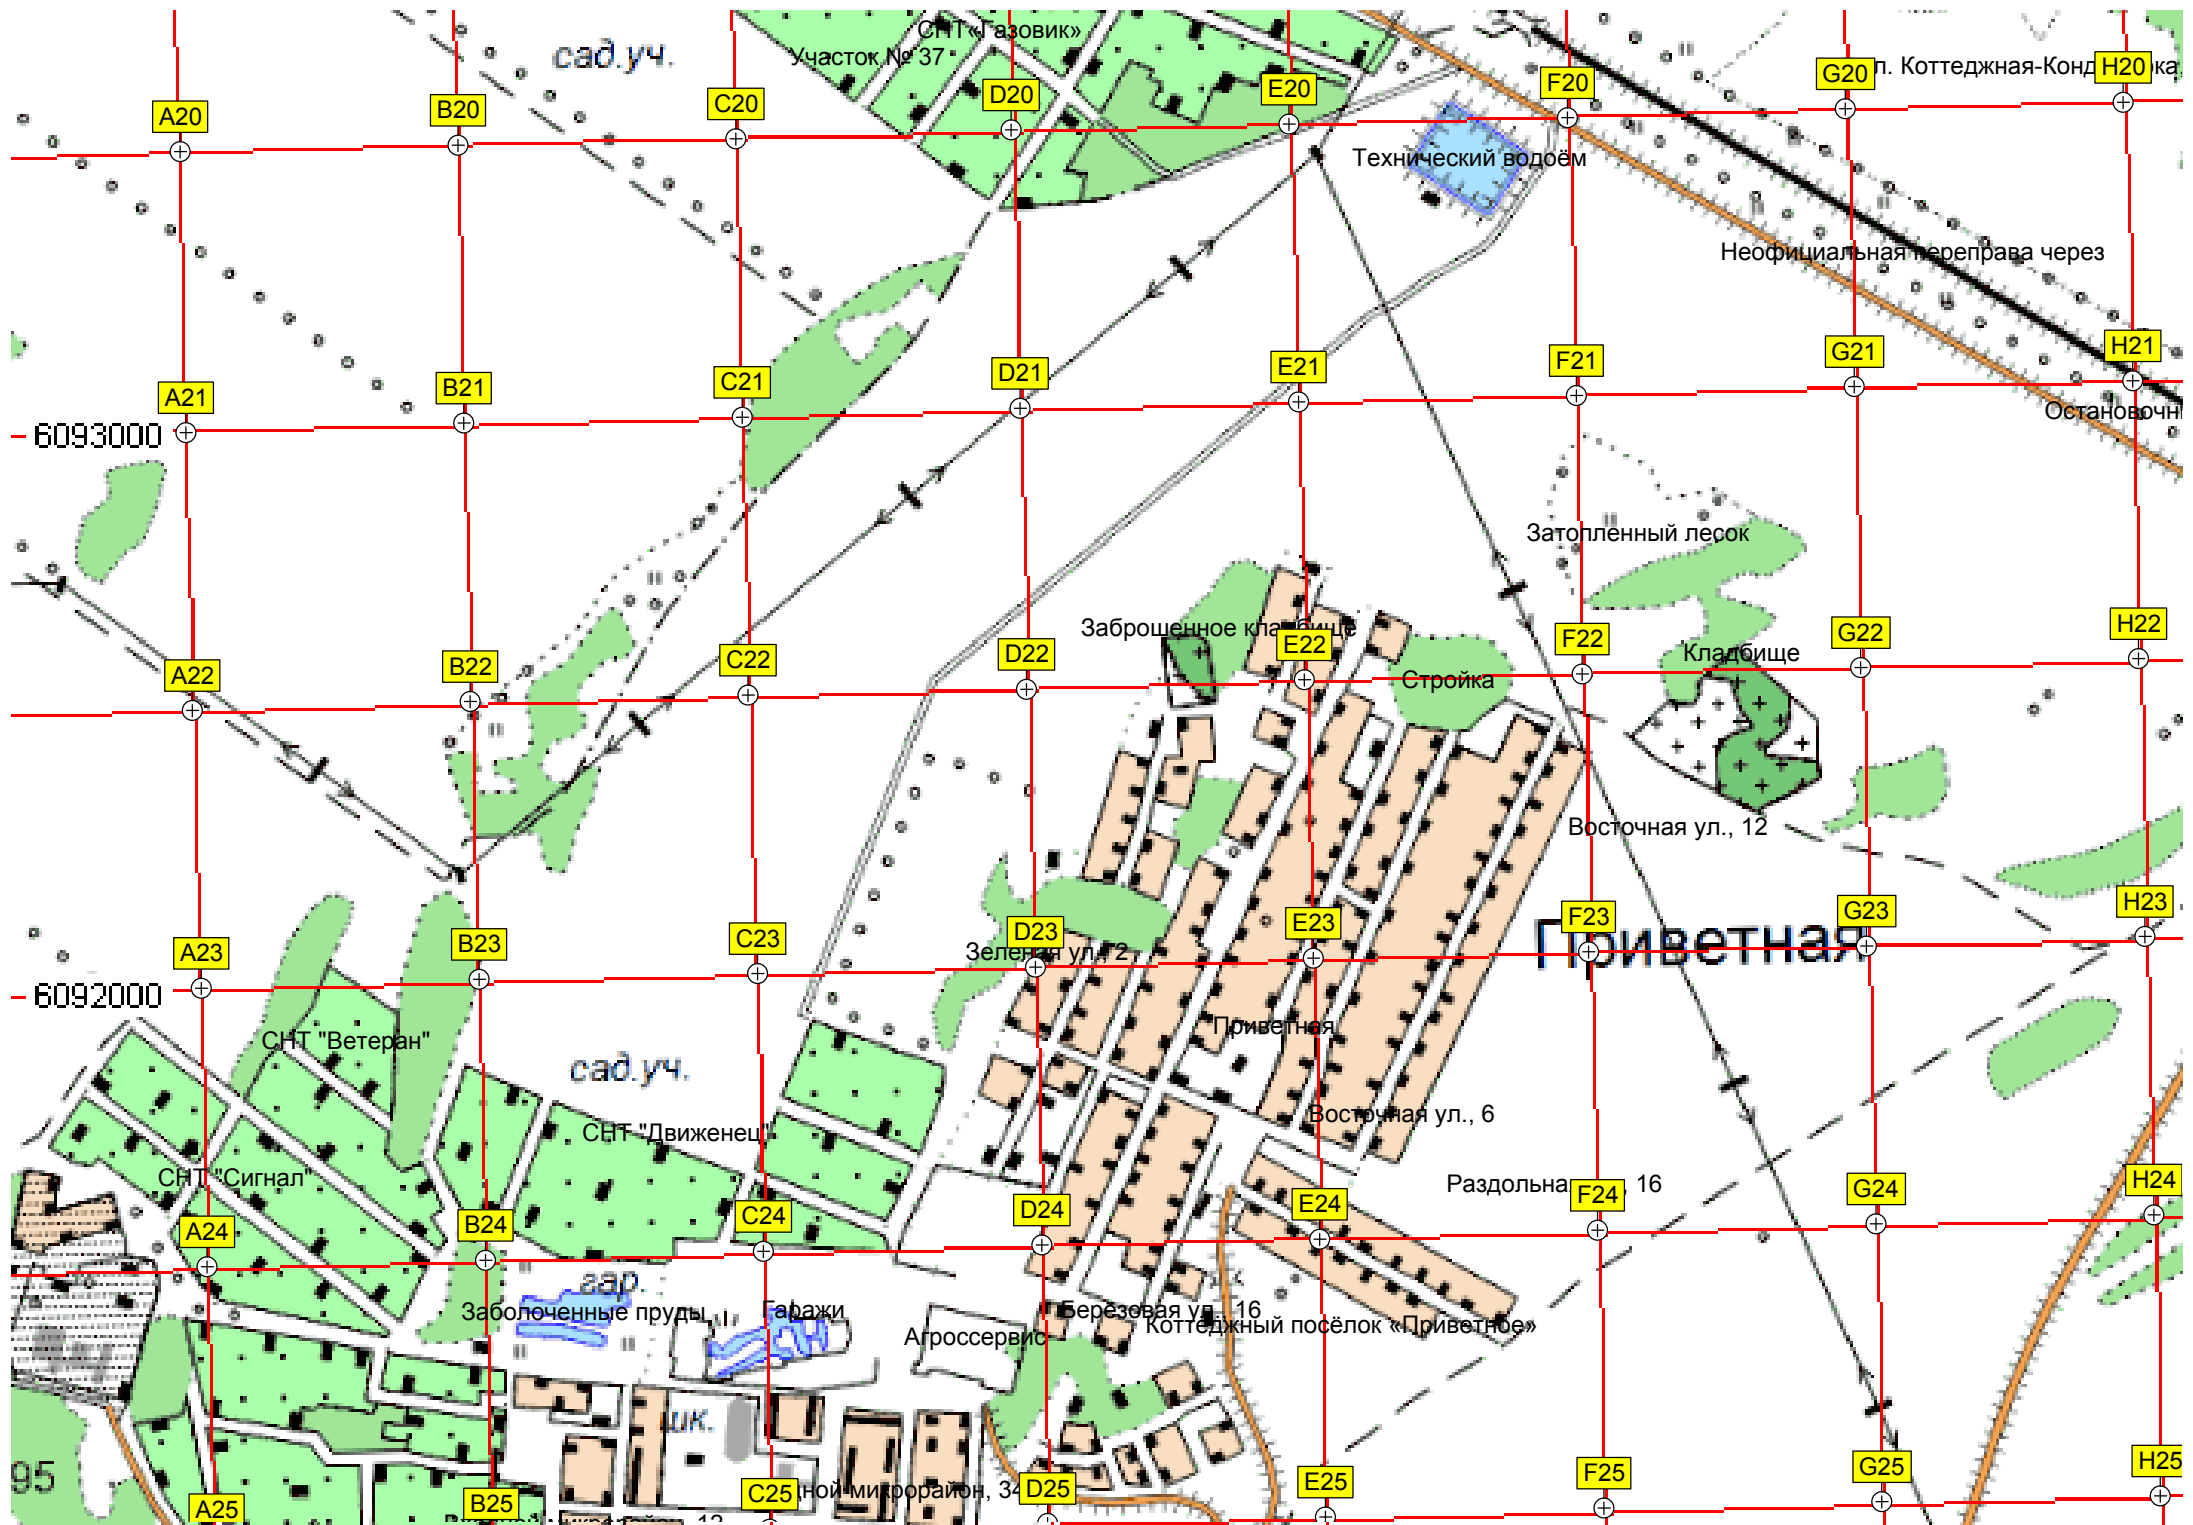 СНТ«Газовик»
сад.уч.
Участок № 37
л. Коттеджная-Конд
H20
G20
F20
E20
D20
C20
B20
A20
Технический водоём
Неофициальная переправа через
H21
G21
F21
E21
D21
C21
B21
A21
Остановочн
6093000
Затопленный лесок
Заброшенное кладбище
H22
G22
F22
E22
D22
C22
B22
A22
Кладбище
Стройка
Восточная ул., 12
H23
G23
F23
E23
D23
C23
B23
A23
Приветная
Зеленая ул., 2
6092000
Приветная
СНТ "Ветеран"
сад.уч.
Восточная ул., 6
СНТ "Движенец"
СНТ "Сигнал"
Раздольна 16
H24
G24
F24
E24
D24
C24
B24
A24
гар.
Заболоченные пруды
Гаражи
Берёзовая ул., 16
Коттеджный посёлок «Приветное»
Агроссервис
шк.
95
H25
G25
F25
E25
D25
C25
дной микрорайон, 34
B25
A25